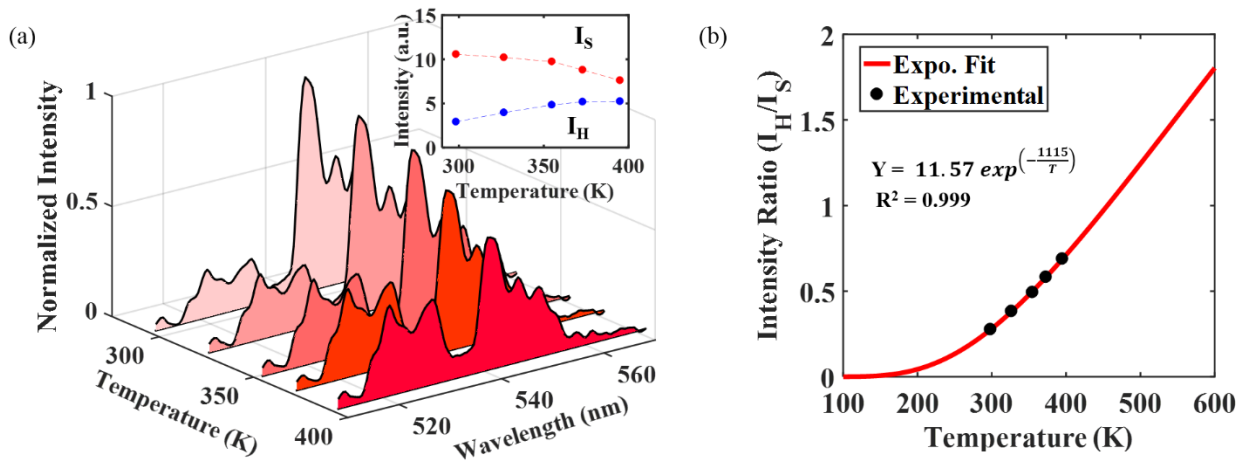 (a)
Normalized Intensity
1
0.5
0
300
350
400
Temperature (K)
520
540
560
Wavelength (nm)
Intensity (a.u.)
15
10
5
0
I_S
I_H
300
350
400
Temperature (K)
(b)
Intensity Ratio (I_H/I_S)
2
1.5
1
0.5
0
Expo. Fit
Experimental
Y = 11.57 exp^(−1115/T)
R² = 0.999
100
200
300
400
500
600
Temperature (K)